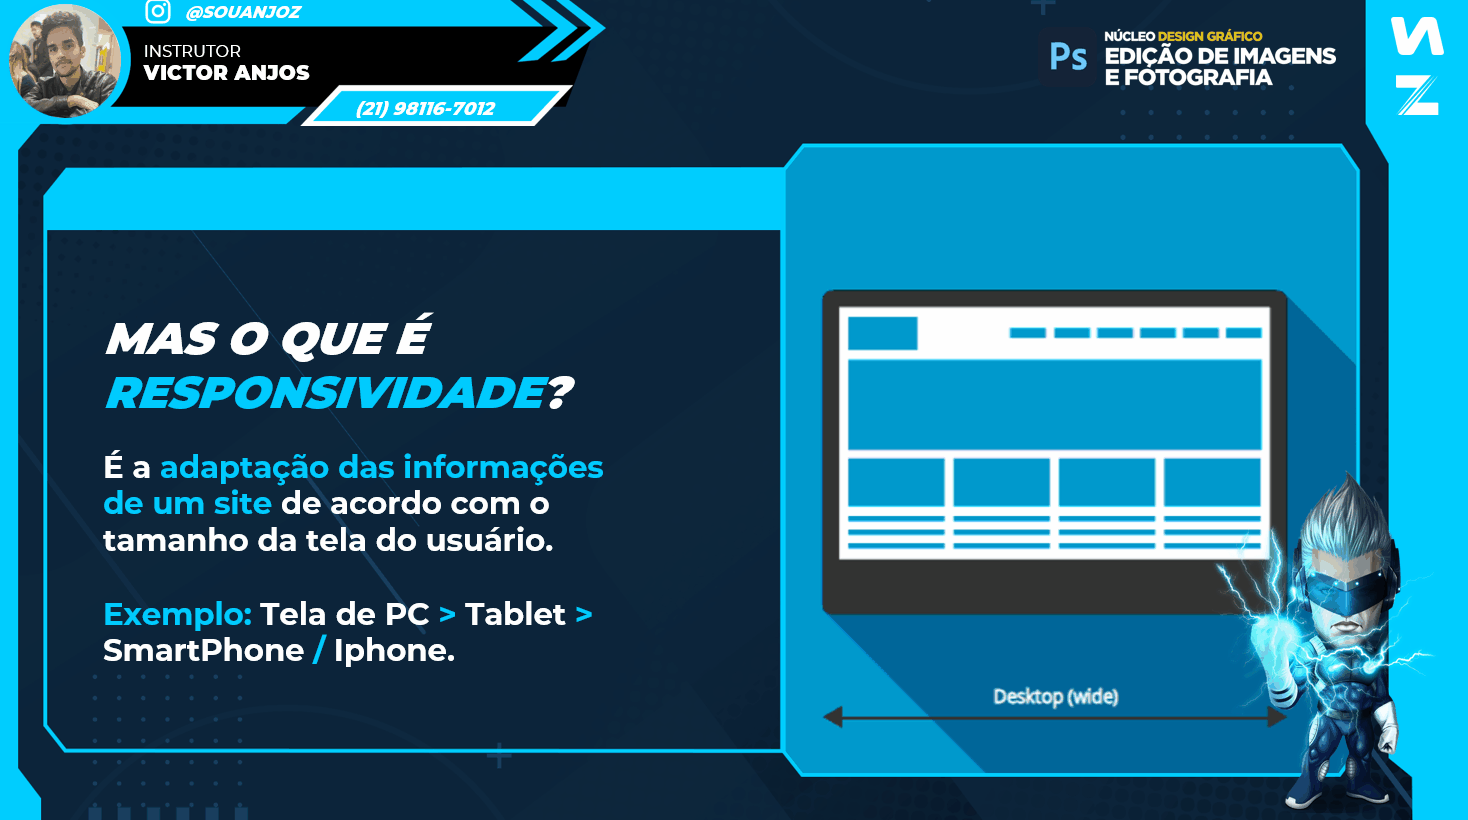 @SOUANJOZ
INSTRUTOR
VICTOR ANJOS
(21) 98116-7012
Ps
NÚCLEO DESIGN GRÁFICO
EDIÇÃO DE IMAGENS
E FOTOGRAFIA
MAS O QUE É
RESPONSIVIDADE?
É a adaptação das informações
de um site de acordo com o
tamanho da tela do usuário.
Exemplo: Tela de PC > Tablet >
SmartPhone / Iphone.
Desktop (wide)